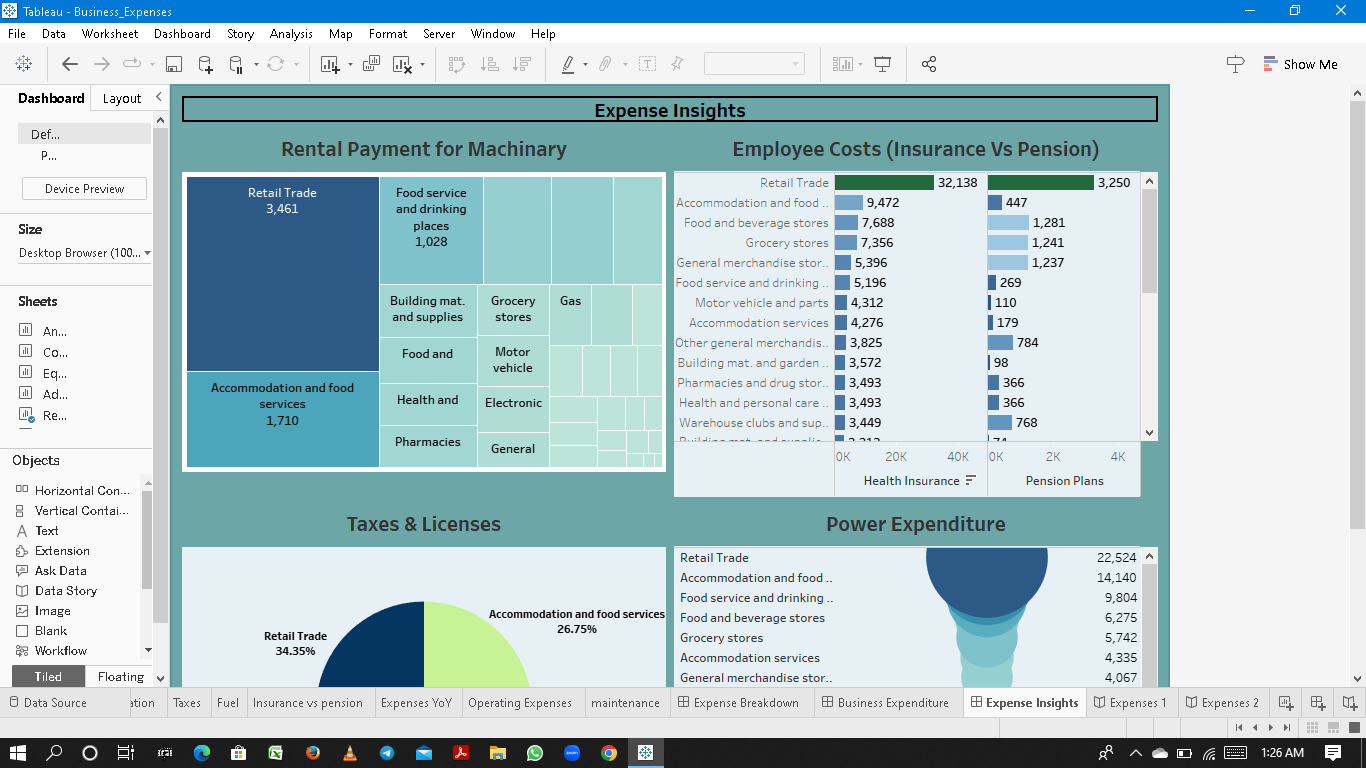 Tableau - Business_Expenses
File Data Worksheet Dashboard Story Analysis Map Format Server Window Help
Show Me
Dashboard Layout
Def...
P...
Device Preview
Size
Desktop Browser (100...
Sheets
An...
Co...
Eq...
Ad...
Re...
Objects
Horizontal Con...
Vertical Contai...
Text
Extension
Ask Data
Data Story
Image
Blank
Workflow
Tiled Floating
Expense Insights
Rental Payment for Machinary
Retail Trade
3,461
Accommodation and food
services
1,710
Food service
and drinking
places
1,028
Building mat.
and supplies
Food and
Health and
Pharmacies
Grocery
stores
Motor
vehicle
Electronic
General
Gas
Employee Costs (Insurance Vs Pension)
Retail Trade 32,138 3,250
Accommodation and food .. 9,472 447
Food and beverage stores 7,688 1,281
Grocery stores 7,356 1,241
General merchandise stor.. 5,396 1,237
Food service and drinking .. 5,196 269
Motor vehicle and parts 4,312 110
Accommodation services 4,276 179
Other general merchandis.. 3,825 784
Building mat. and garden .. 3,572 98
Pharmacies and drug stor.. 3,493 366
Health and personal care .. 3,493 366
Warehouse clubs and sup.. 3,449 768
0K 20K 40K 0K 2K 4K
Health Insurance Pension Plans
Taxes & Licenses
Retail Trade
34.35%
Accommodation and food services
26.75%
Power Expenditure
Retail Trade 22,524
Accommodation and food .. 14,140
Food service and drinking .. 9,804
Food and beverage stores 6,275
Grocery stores 5,742
Accommodation services 4,335
General merchandise stor.. 4,067
Data Source ation Taxes Fuel Insurance vs pension Expenses YoY Operating Expenses maintenance Expense Breakdown Business Expenditure Expense Insights Expenses 1 Expenses 2
1:26 AM